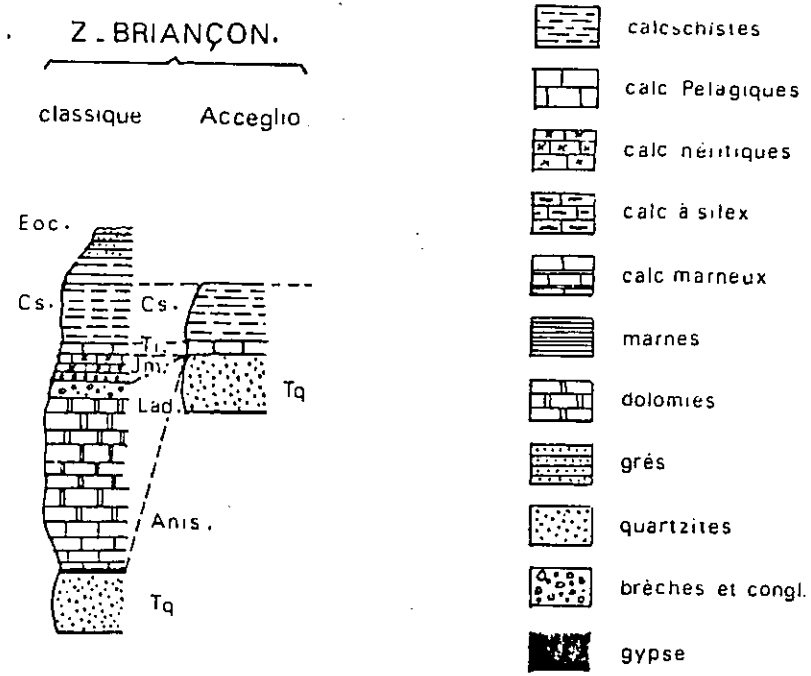 Z_BRIANÇON.
classique Acceglio
Eoc.
Cs. Cs.
Ti.
Jm.
Lad. Tq
Anis.
Tq
calcschistes
calc Pelagiques
calc néritiques
calc à silex
calc marneux
marnes
dolomies
grés
quartzites
brèches et congl.
gypse